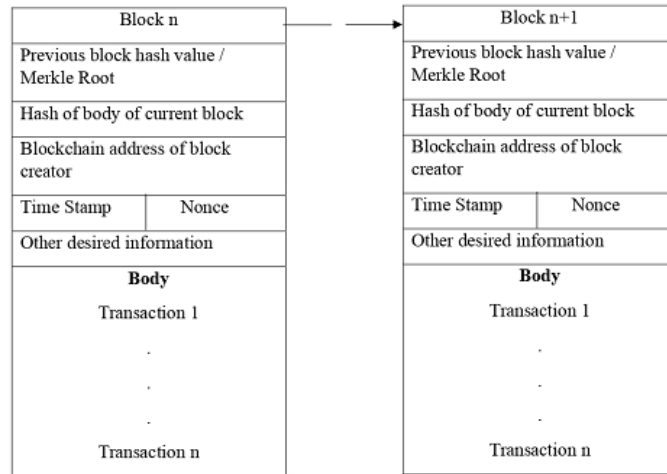 Block n
Previous block hash value /
Merkle Root
Hash of body of current block
Blockchain address of block
creator
Time Stamp
Nonce
Other desired information
Body
Transaction 1
.
.
.
Transaction n
Block n+1
Previous block hash value /
Merkle Root
Hash of body of current block
Blockchain address of block
creator
Time Stamp
Nonce
Other desired information
Body
Transaction 1
.
.
.
Transaction n